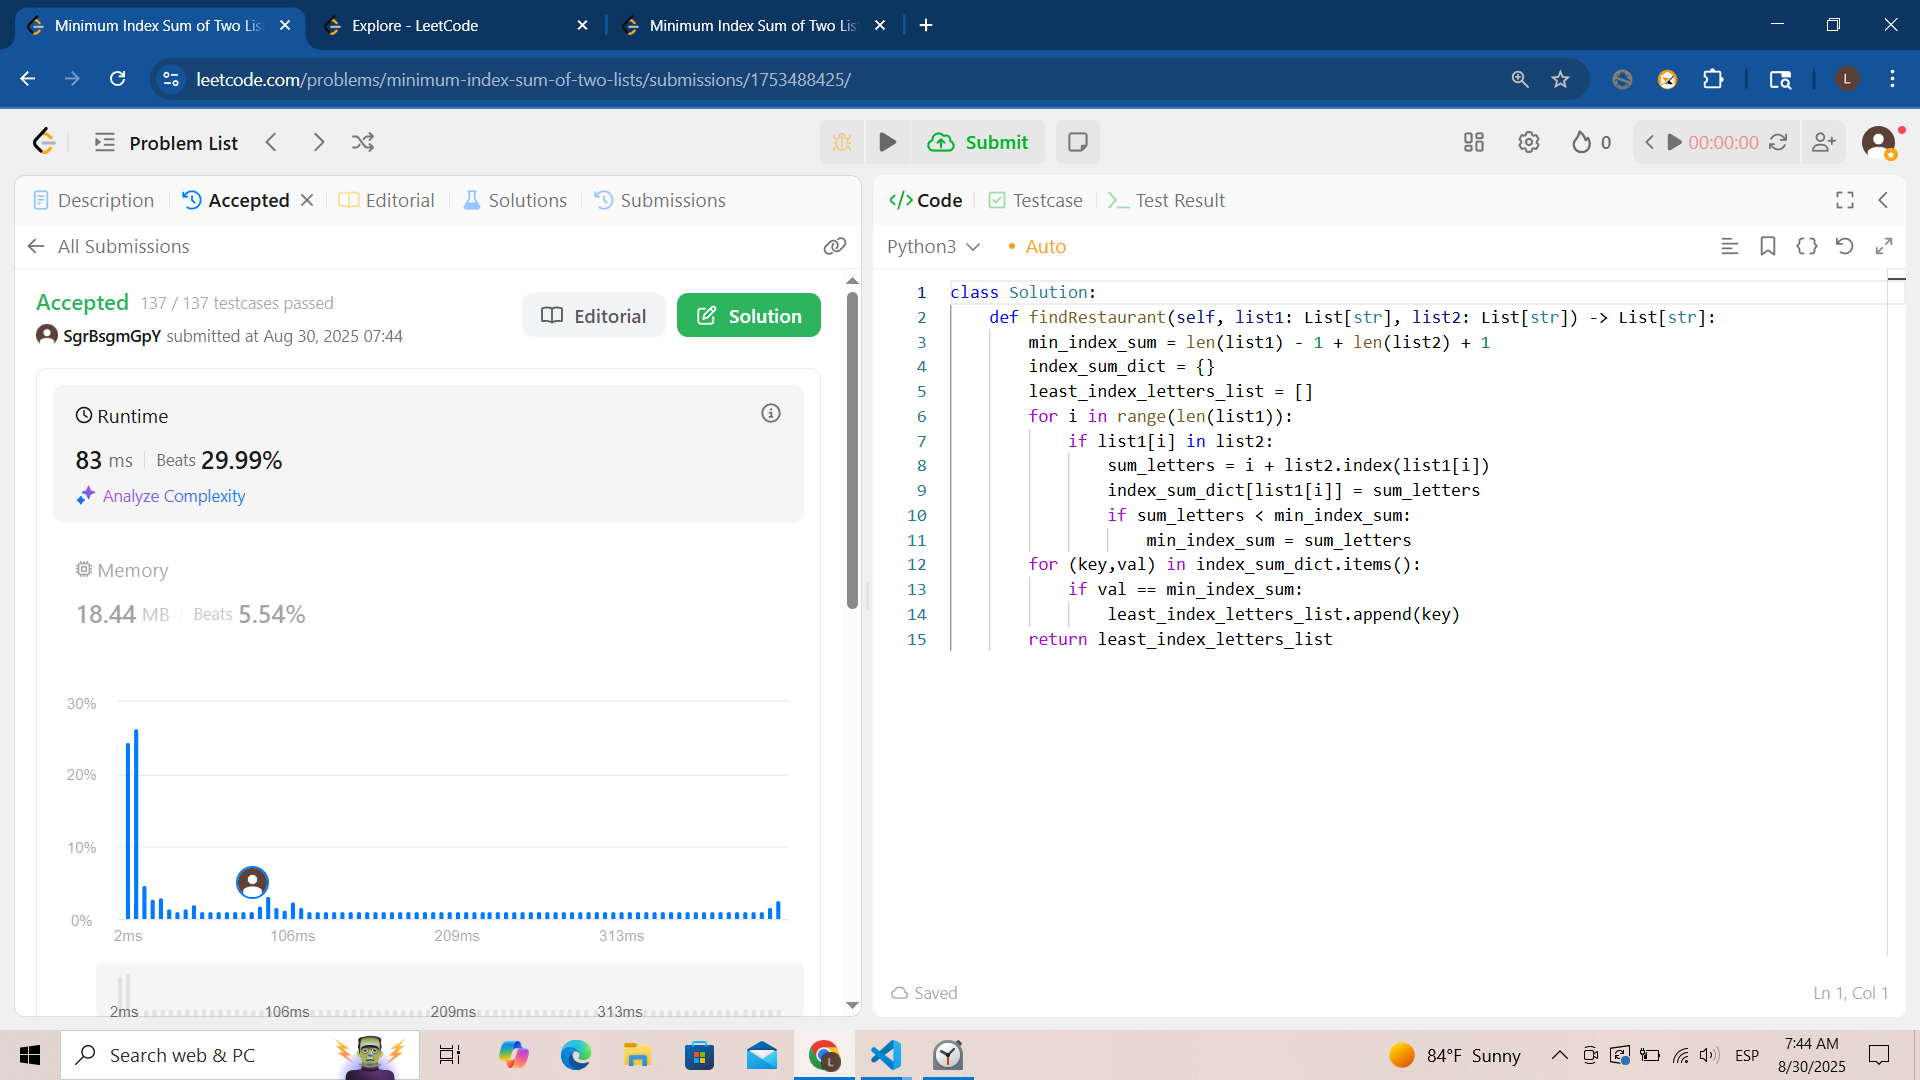 Minimum Index Sum of Two Lis
Explore - LeetCode
Minimum Index Sum of Two Lis
leetcode.com/problems/minimum-index-sum-of-two-lists/submissions/1753488425/
L
Problem List
Submit
0
00:00:00
Description
Accepted
Editorial
Solutions
Submissions
All Submissions
Accepted 137 / 137 testcases passed
SgrBsgmGpY submitted at Aug 30, 2025 07:44
Editorial
Solution
Runtime
83 ms Beats 29.99%
Analyze Complexity
Memory
18.44 MB Beats 5.54%
30%
20%
10%
0%
2ms 106ms 209ms 313ms
2ms 106ms 209ms 313ms
Code
Testcase
Test Result
Python3
Auto
1 class Solution:
2 def findRestaurant(self, list1: List[str], list2: List[str]) -> List[str]:
3 min_index_sum = len(list1) - 1 + len(list2) + 1
4 index_sum_dict = {}
5 least_index_letters_list = []
6 for i in range(len(list1)):
7 if list1[i] in list2:
8 sum_letters = i + list2.index(list1[i])
9 index_sum_dict[list1[i]] = sum_letters
10 if sum_letters < min_index_sum:
11 min_index_sum = sum_letters
12 for (key,val) in index_sum_dict.items():
13 if val == min_index_sum:
14 least_index_letters_list.append(key)
15 return least_index_letters_list
Saved
Ln 1, Col 1
Search web & PC
L
84°F Sunny
ESP
7:44 AM
8/30/2025